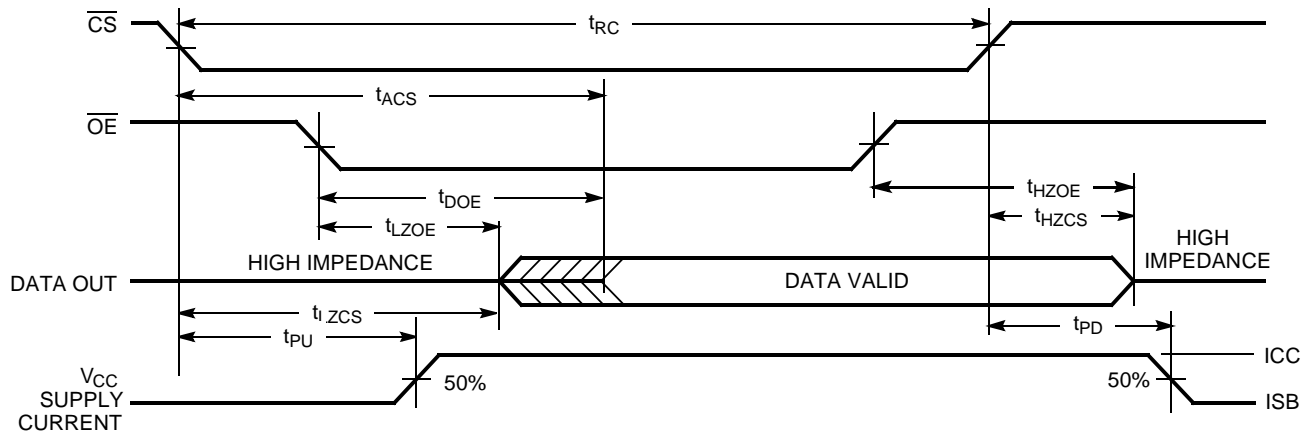 CS
tRC
tACS
OE
tDOE
tHZOE
tLZOE
tHZCS
HIGH IMPEDANCE
HIGH
IMPEDANCE
DATA OUT
DATA VALID
tLZCS
tPU
tPD
VCC
SUPPLY
CURRENT
50%
50%
ICC
ISB